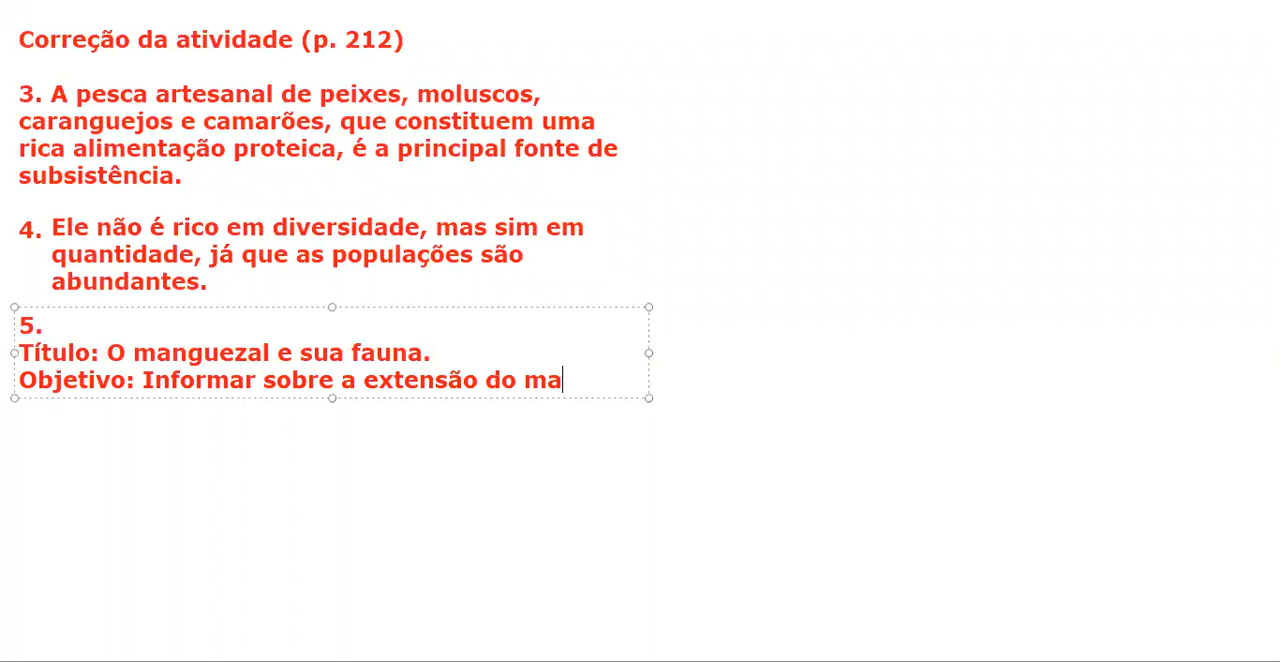 Correção da atividade (p. 212)
3. A pesca artesanal de peixes, moluscos,
caranguejos e camarões, que constituem uma
rica alimentação proteica, é a principal fonte de
subsistência.
4. Ele não é rico em diversidade, mas sim em
quantidade, já que as populações são
abundantes.
5.
Título: O manguezal e sua fauna.
Objetivo: Informar sobre a extensão do ma